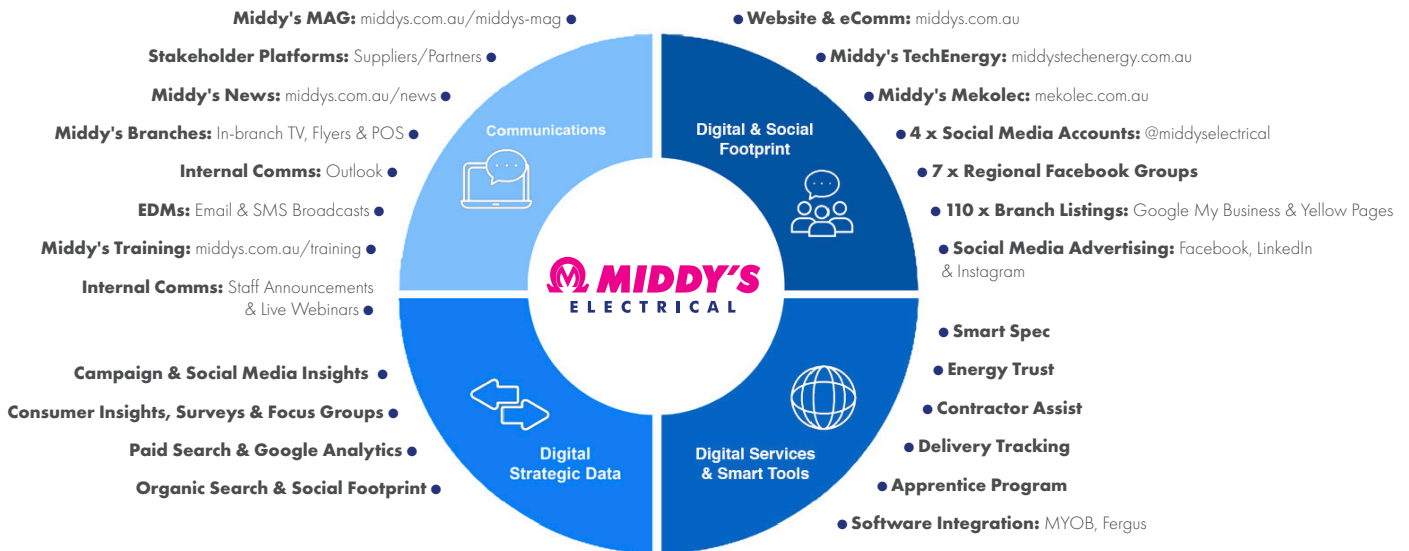 Middy's MAG: middys.com.au/middys-mag
Stakeholder Platforms: Suppliers/Partners
Middy's News: middys.com.au/news
Middy's Branches: In-branch TV, Flyers & POS
Internal Comms: Outlook
EDMs: Email & SMS Broadcasts
Middy's Training: middys.com.au/training
Internal Comms: Staff Announcements
& Live Webinars
Communications
Website & eComm: middys.com.au
Middy's TechEnergy: middystechenergy.com.au
Middy's Mekolec: mekolec.com.au
4 x Social Media Accounts: @middyselectrical
7 x Regional Facebook Groups
110 x Branch Listings: Google My Business & Yellow Pages
Social Media Advertising: Facebook, LinkedIn
& Instagram
Digital & Social
Footprint
MIDDY'S
ELECTRICAL
Campaign & Social Media Insights
Consumer Insights, Surveys & Focus Groups
Paid Search & Google Analytics
Organic Search & Social Footprint
Digital
Strategic Data
Smart Spec
Energy Trust
Contractor Assist
Delivery Tracking
Apprentice Program
Software Integration: MYOB, Fergus
Digital Services
& Smart Tools